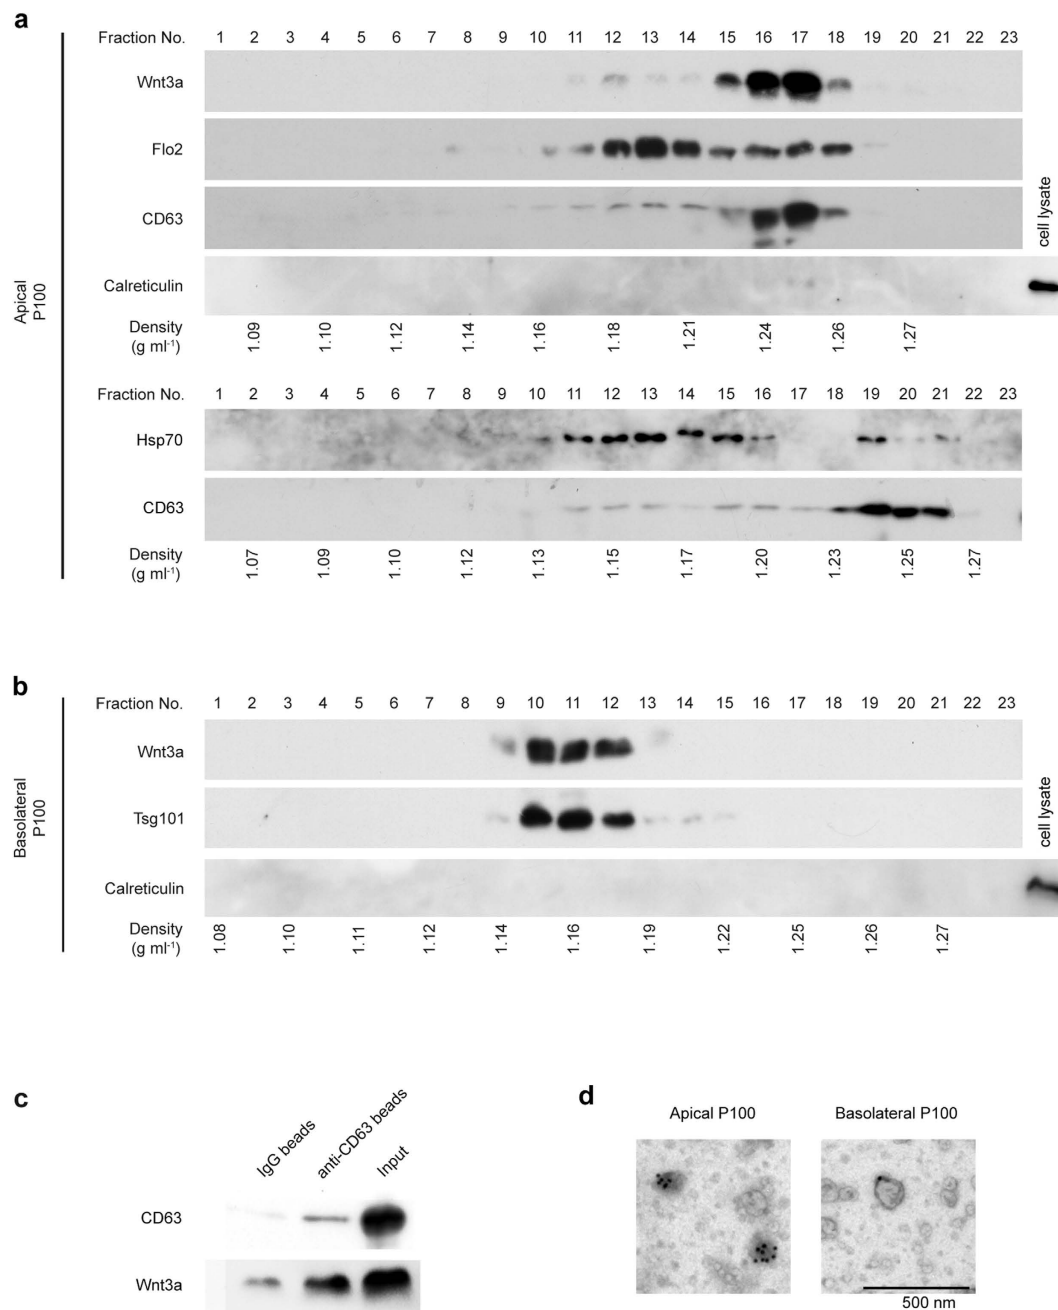 a
Fraction No. 1 2 3 4 5 6 7 8 9 10 11 12 13 14 15 16 17 18 19 20 21 22 23
Wnt3a
Flo2
CD63
Calreticulin
cell lysate
Apical
P100
Density
(g ml⁻¹)
1.09 1.10 1.12 1.14 1.16 1.18 1.21 1.24 1.26 1.27
Fraction No. 1 2 3 4 5 6 7 8 9 10 11 12 13 14 15 16 17 18 19 20 21 22 23
Hsp70
CD63
Density
(g ml⁻¹)
1.07 1.09 1.10 1.12 1.13 1.15 1.17 1.20 1.23 1.25 1.27
b
Fraction No. 1 2 3 4 5 6 7 8 9 10 11 12 13 14 15 16 17 18 19 20 21 22 23
Wnt3a
Tsg101
Calreticulin
cell lysate
Basolateral
P100
Density
(g ml⁻¹)
1.08 1.10 1.11 1.12 1.14 1.16 1.19 1.22 1.25 1.26 1.27
c
IgG beads
anti-CD63 beads
Input
CD63
Wnt3a
d
Apical P100
Basolateral P100
500 nm